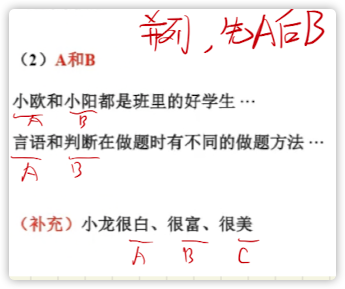 并列，先A后B
（2）A和B
小欧和小阳都是班里的好学生…
A B
言语和判断在做题时有不同的做题方法…
A B
（补充）小龙很白、很富、很美
A B C